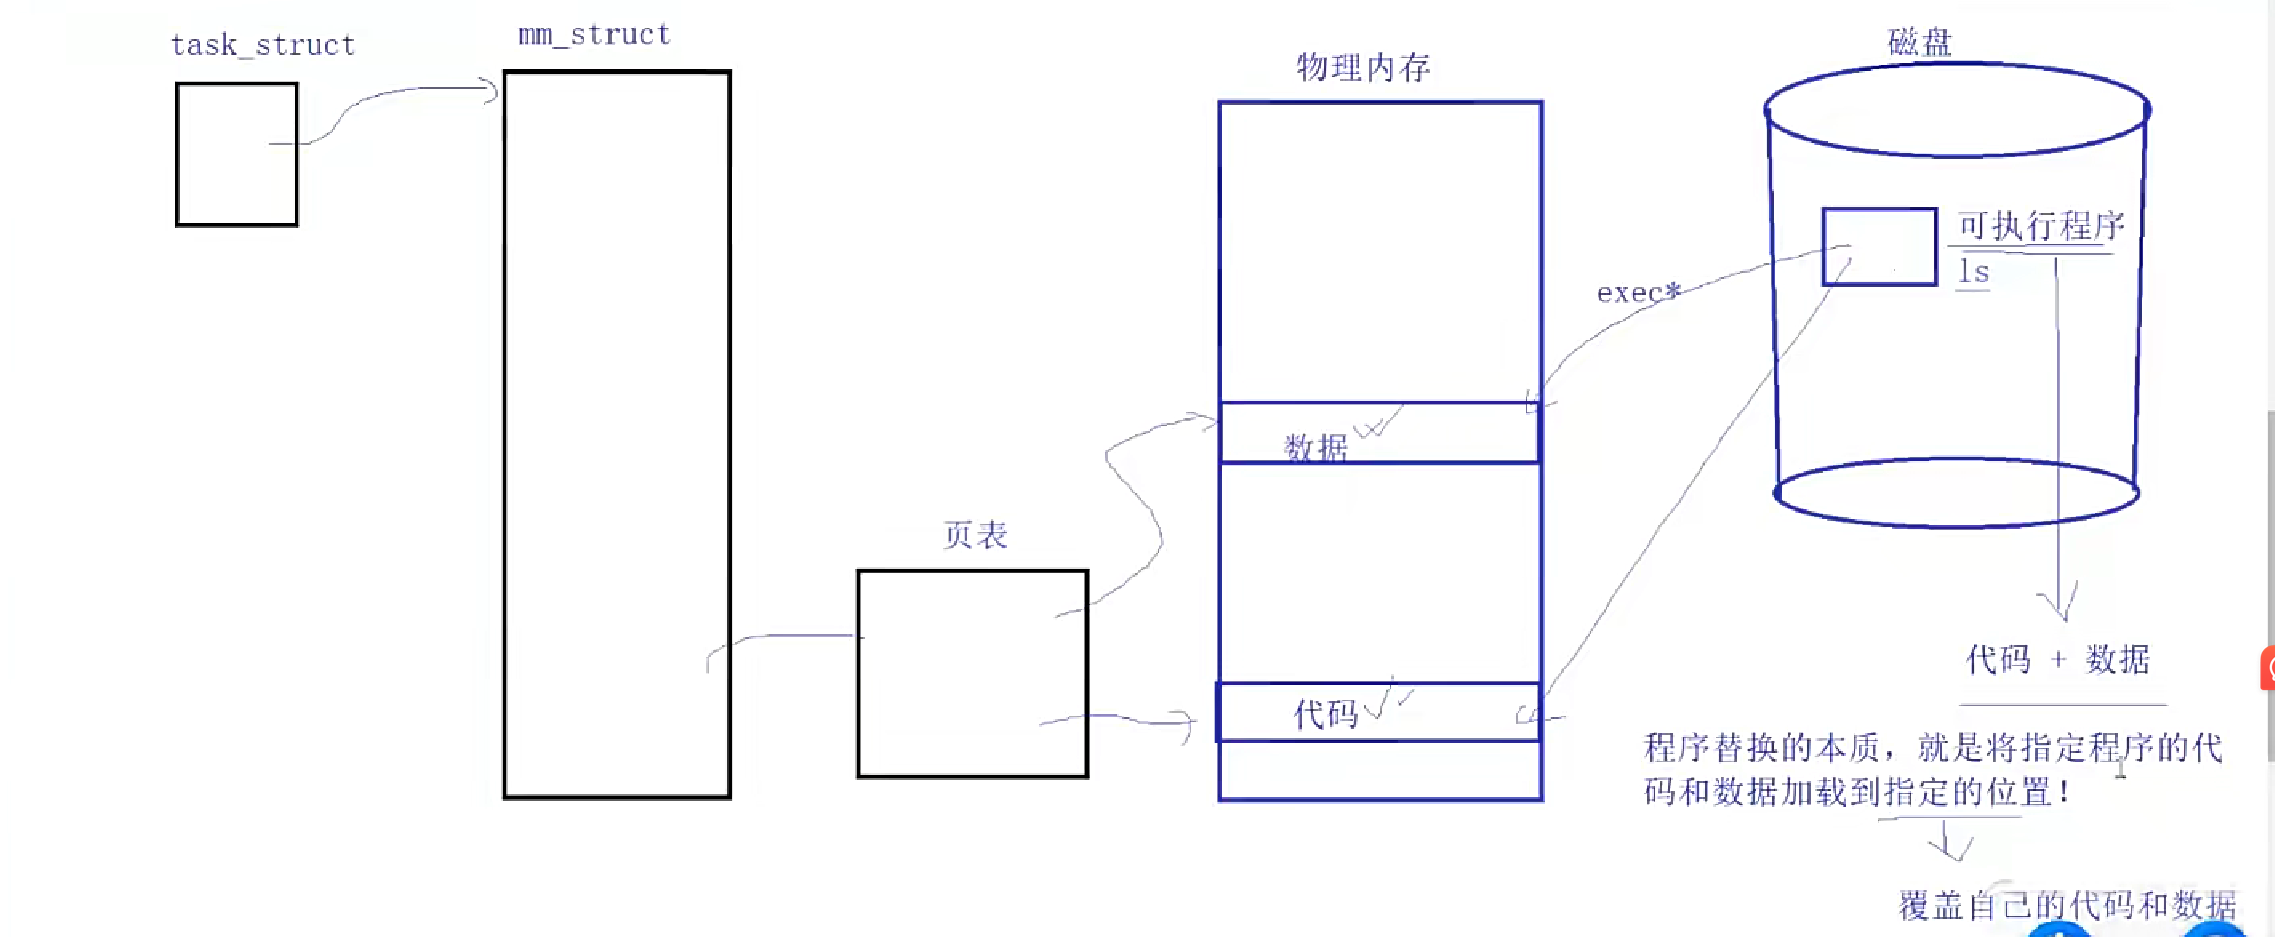 task_struct
mm_struct
物理内存
磁盘
可执行程序
ls
exec*
数据
页表
代码
代码 + 数据
程序替换的本质，就是将指定程序的代
码和数据加载到指定的位置！
覆盖自己的代码和数据